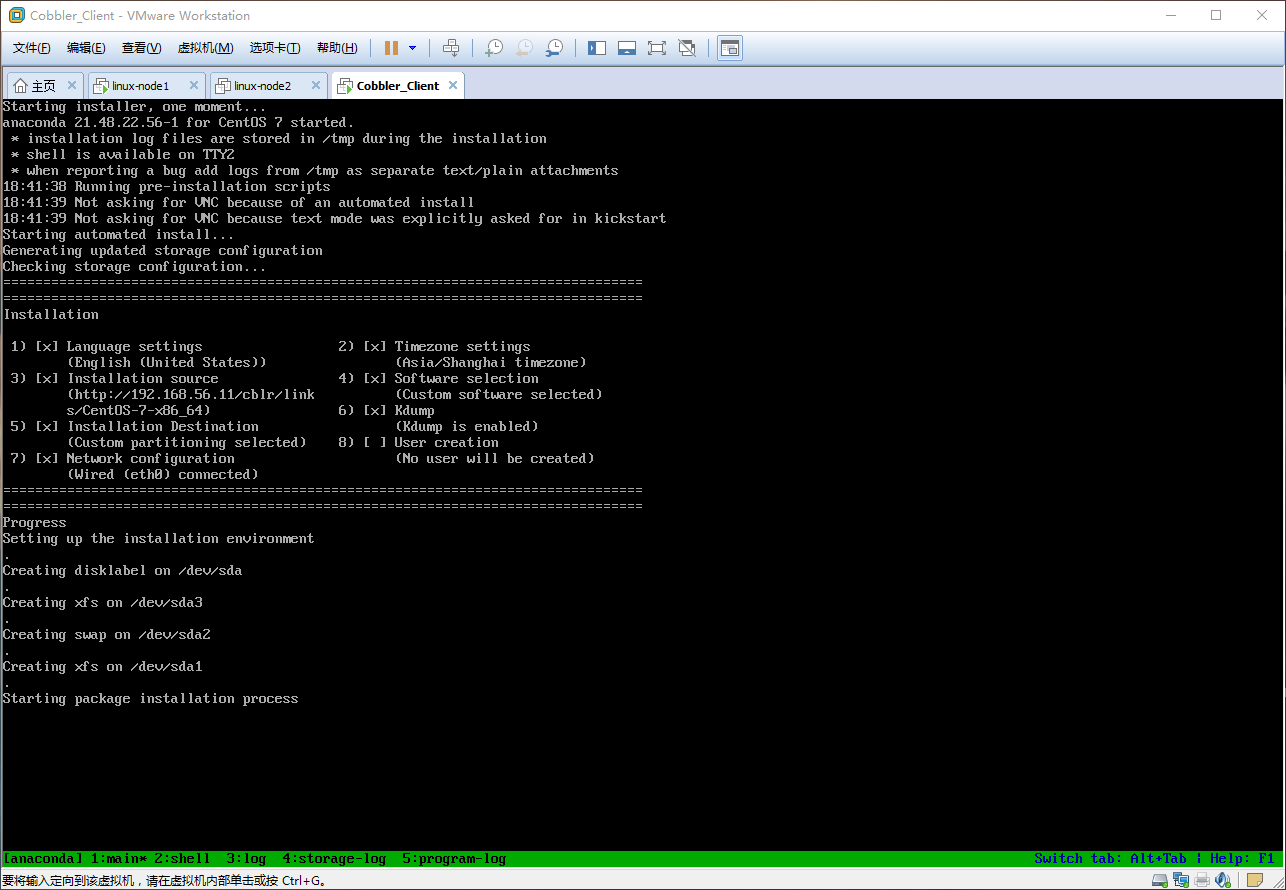 Cobbler_Client - VMware Workstation
文件(F) 编辑(E) 查看(V) 虚拟机(M) 选项卡(T) 帮助(H)
主页 linux-node1 linux-node2 Cobbler_Client
Starting installer, one moment...
anaconda 21.48.22.56-1 for CentOS 7 started.
* installation log files are stored in /tmp during the installation
* shell is available on TTY2
* when reporting a bug add logs from /tmp as separate text/plain attachments
18:41:38 Running pre-installation scripts
18:41:39 Not asking for VNC because of an automated install
18:41:39 Not asking for VNC because text mode was explicitly asked for in kickstart
Starting automated install...
Generating updated storage configuration
Checking storage configuration...
================================================================================
================================================================================
Installation
1) [x] Language settings 2) [x] Timezone settings
(English (United States)) (Asia/Shanghai timezone)
3) [x] Installation source 4) [x] Software selection
(http://192.168.56.11/cblr/link (Custom software selected)
s/CentOS-7-x86_64) 6) [x] Kdump
5) [x] Installation Destination (Kdump is enabled)
(Custom partitioning selected) 8) [ ] User creation
7) [x] Network configuration (No user will be created)
(Wired (eth0) connected)
================================================================================
================================================================================
Progress
Setting up the installation environment
.
Creating disklabel on /dev/sda
.
Creating xfs on /dev/sda3
.
Creating swap on /dev/sda2
.
Creating xfs on /dev/sda1
.
Starting package installation process
[anaconda] 1:main* 2:shell 3:log 4:storage-log 5:program-log Switch tab: Alt+Tab | Help: F1
要将输入定向到该虚拟机，请在虚拟机内部单击或按 Ctrl+G。